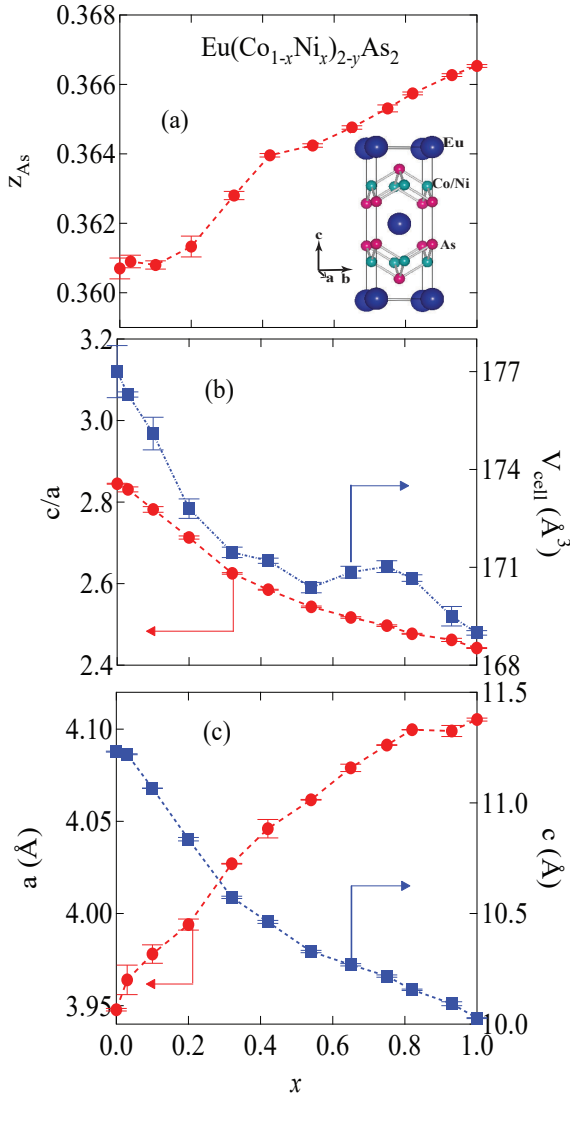 Eu(Co1-xNix)2-yAs2
(a)
0.368
0.366
0.364
0.362
0.360
zAs
Eu
Co/Ni
As
c
a
b
(b)
3.2
3.0
2.8
2.6
2.4
c/a
177
174
171
168
Vcell (Å3)
(c)
4.10
4.05
4.00
3.95
a (Å)
11.5
11.0
10.5
10.0
c (Å)
0.0 0.2 0.4 0.6 0.8 1.0
x